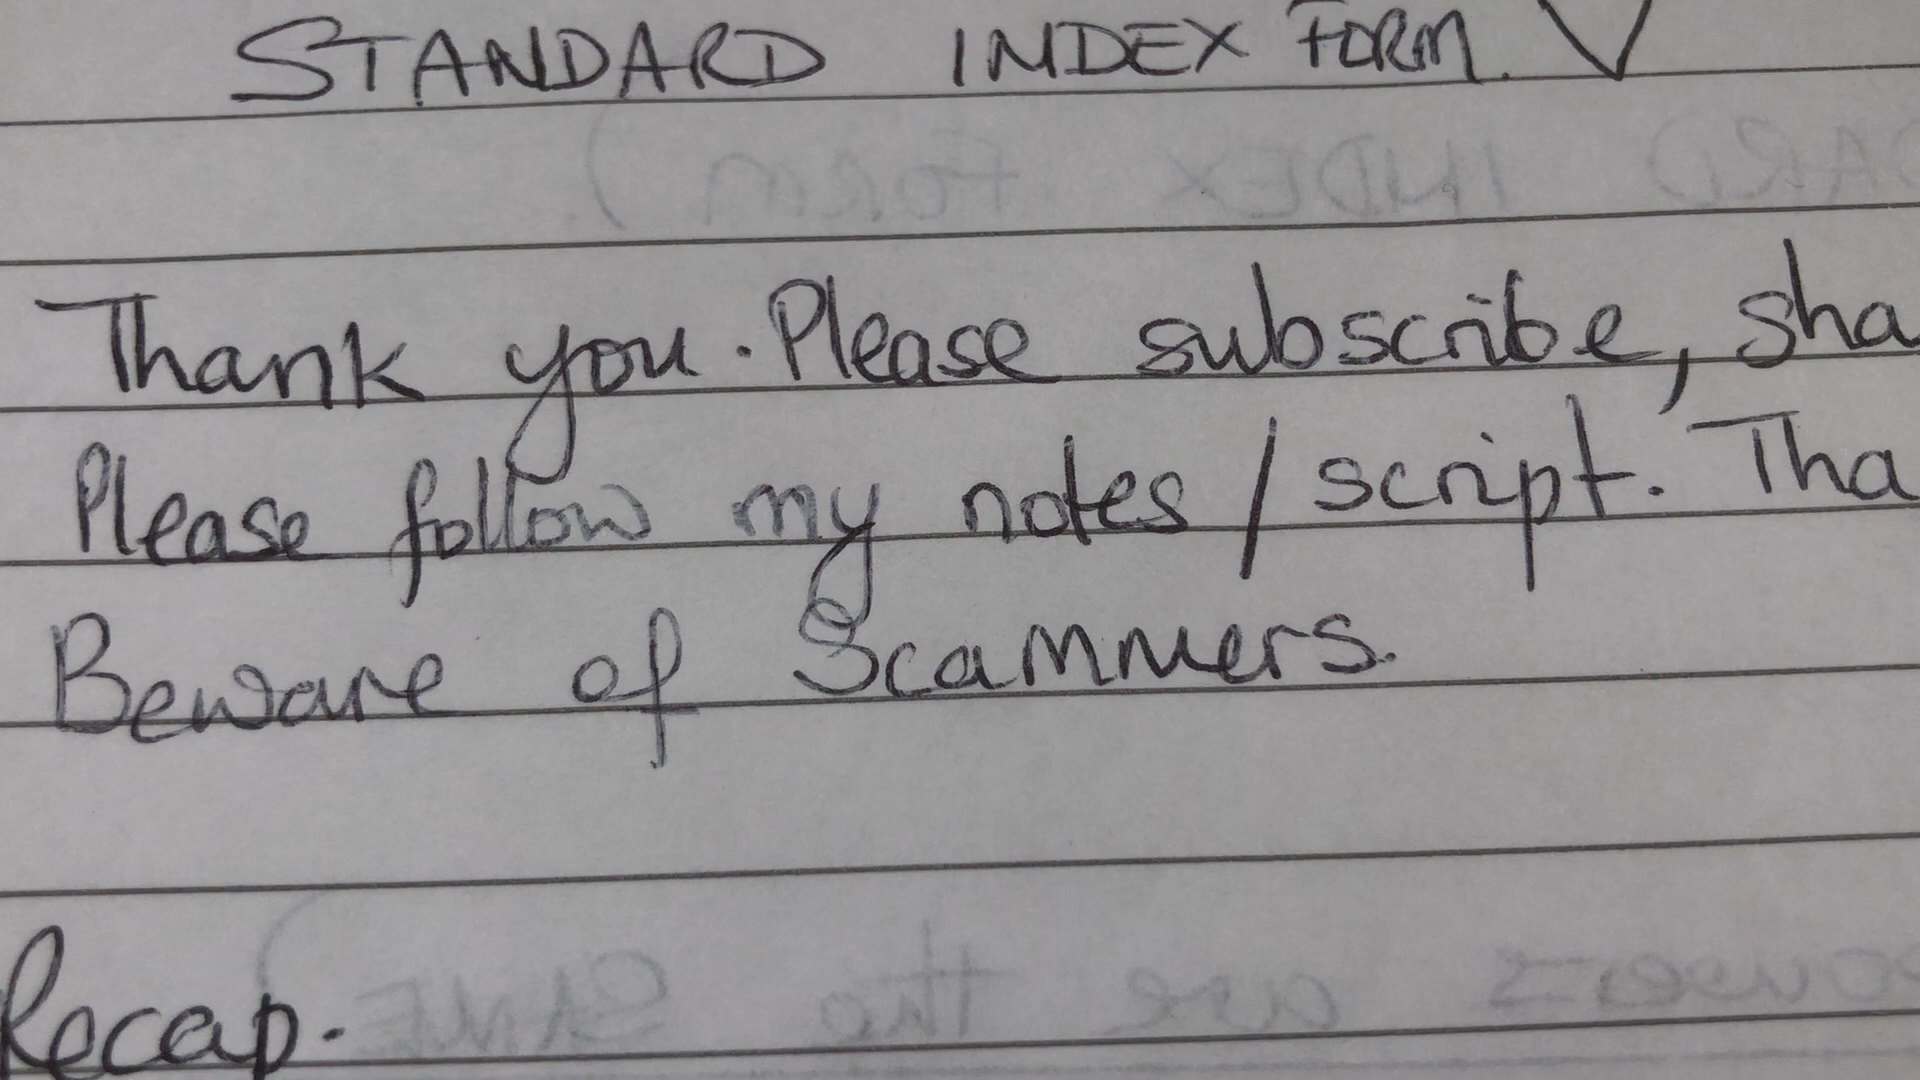 STANDARD INDEX FORM. V
Thank you. Please subscribe, sha
Please follow my notes / script. Tha
Beware of Scammers.
Recap.